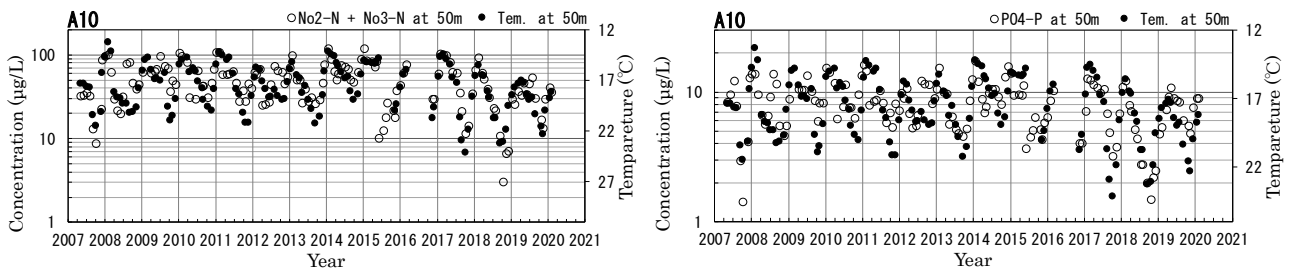 A10
○No2-N + No3-N at 50m ● Tem. at 50m
Concentration (µg/L)
100
10
1
12
17
22
27
Tempareture (℃)
2007 2008 2009 2010 2011 2012 2013 2014 2015 2016 2017 2018 2019 2020 2021
Year
A10
○PO4-P at 50m ● Tem. at 50m
Concentration (µg/L)
10
1
12
17
22
Tempareture (℃)
2007 2008 2009 2010 2011 2012 2013 2014 2015 2016 2017 2018 2019 2020 2021
Year